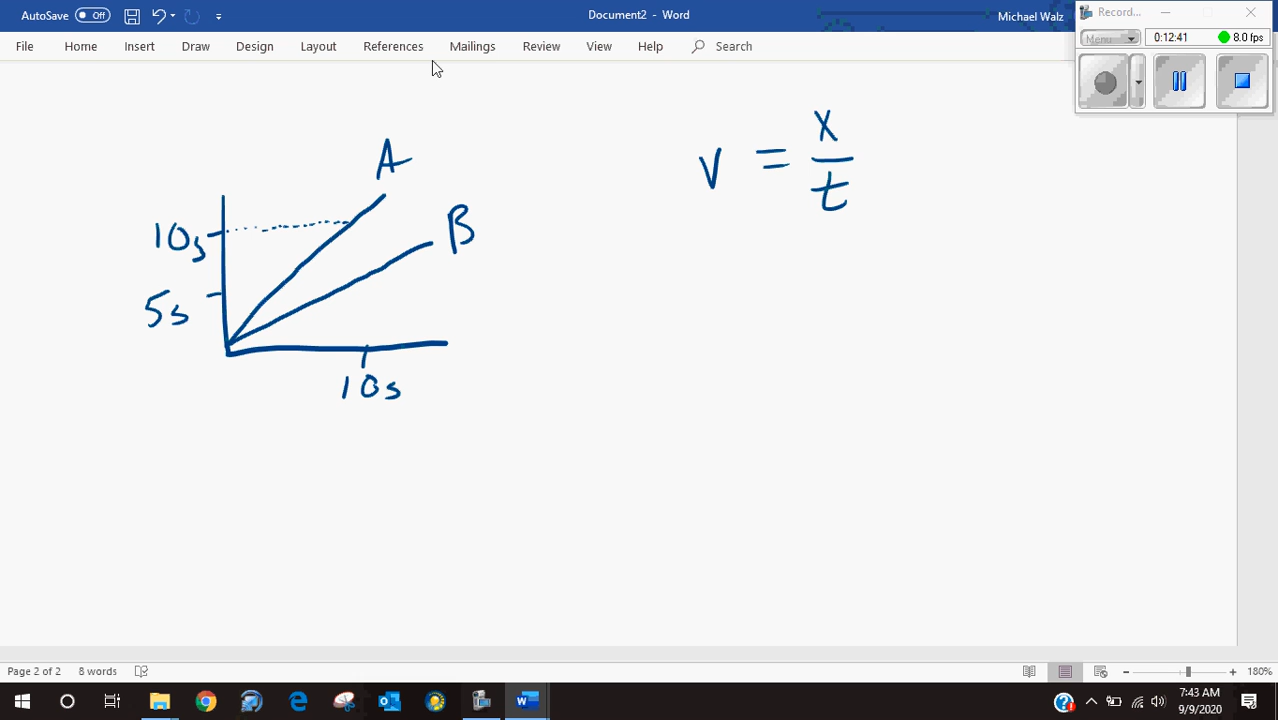 AutoSave Off
Document2 - Word
Michael Walz
Record...
File Home Insert Draw Design Layout References Mailings Review View Help Search
Menu 0:12:41 8.0 fps
A
B
10s
5s
10s
v = x
t
Page 2 of 2 8 words
180%
7:43 AM
9/9/2020